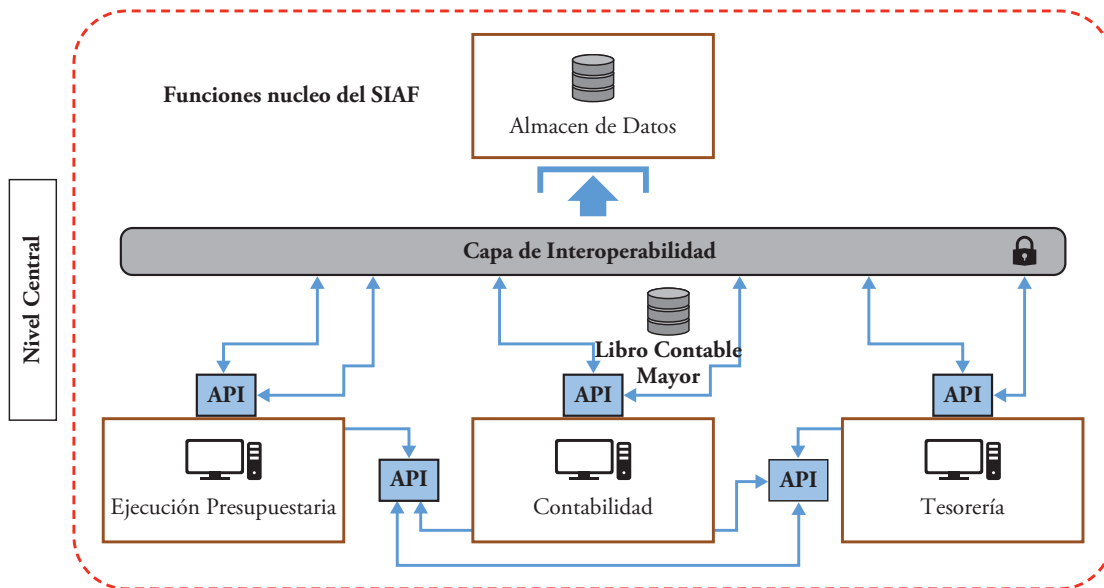 Funciones nucleo del SIAF
Almacen de Datos
Nivel Central
Capa de Interoperabilidad
Libro Contable
Mayor
API
API
API
API
API
Ejecución Presupuestaria
Contabilidad
Tesorería